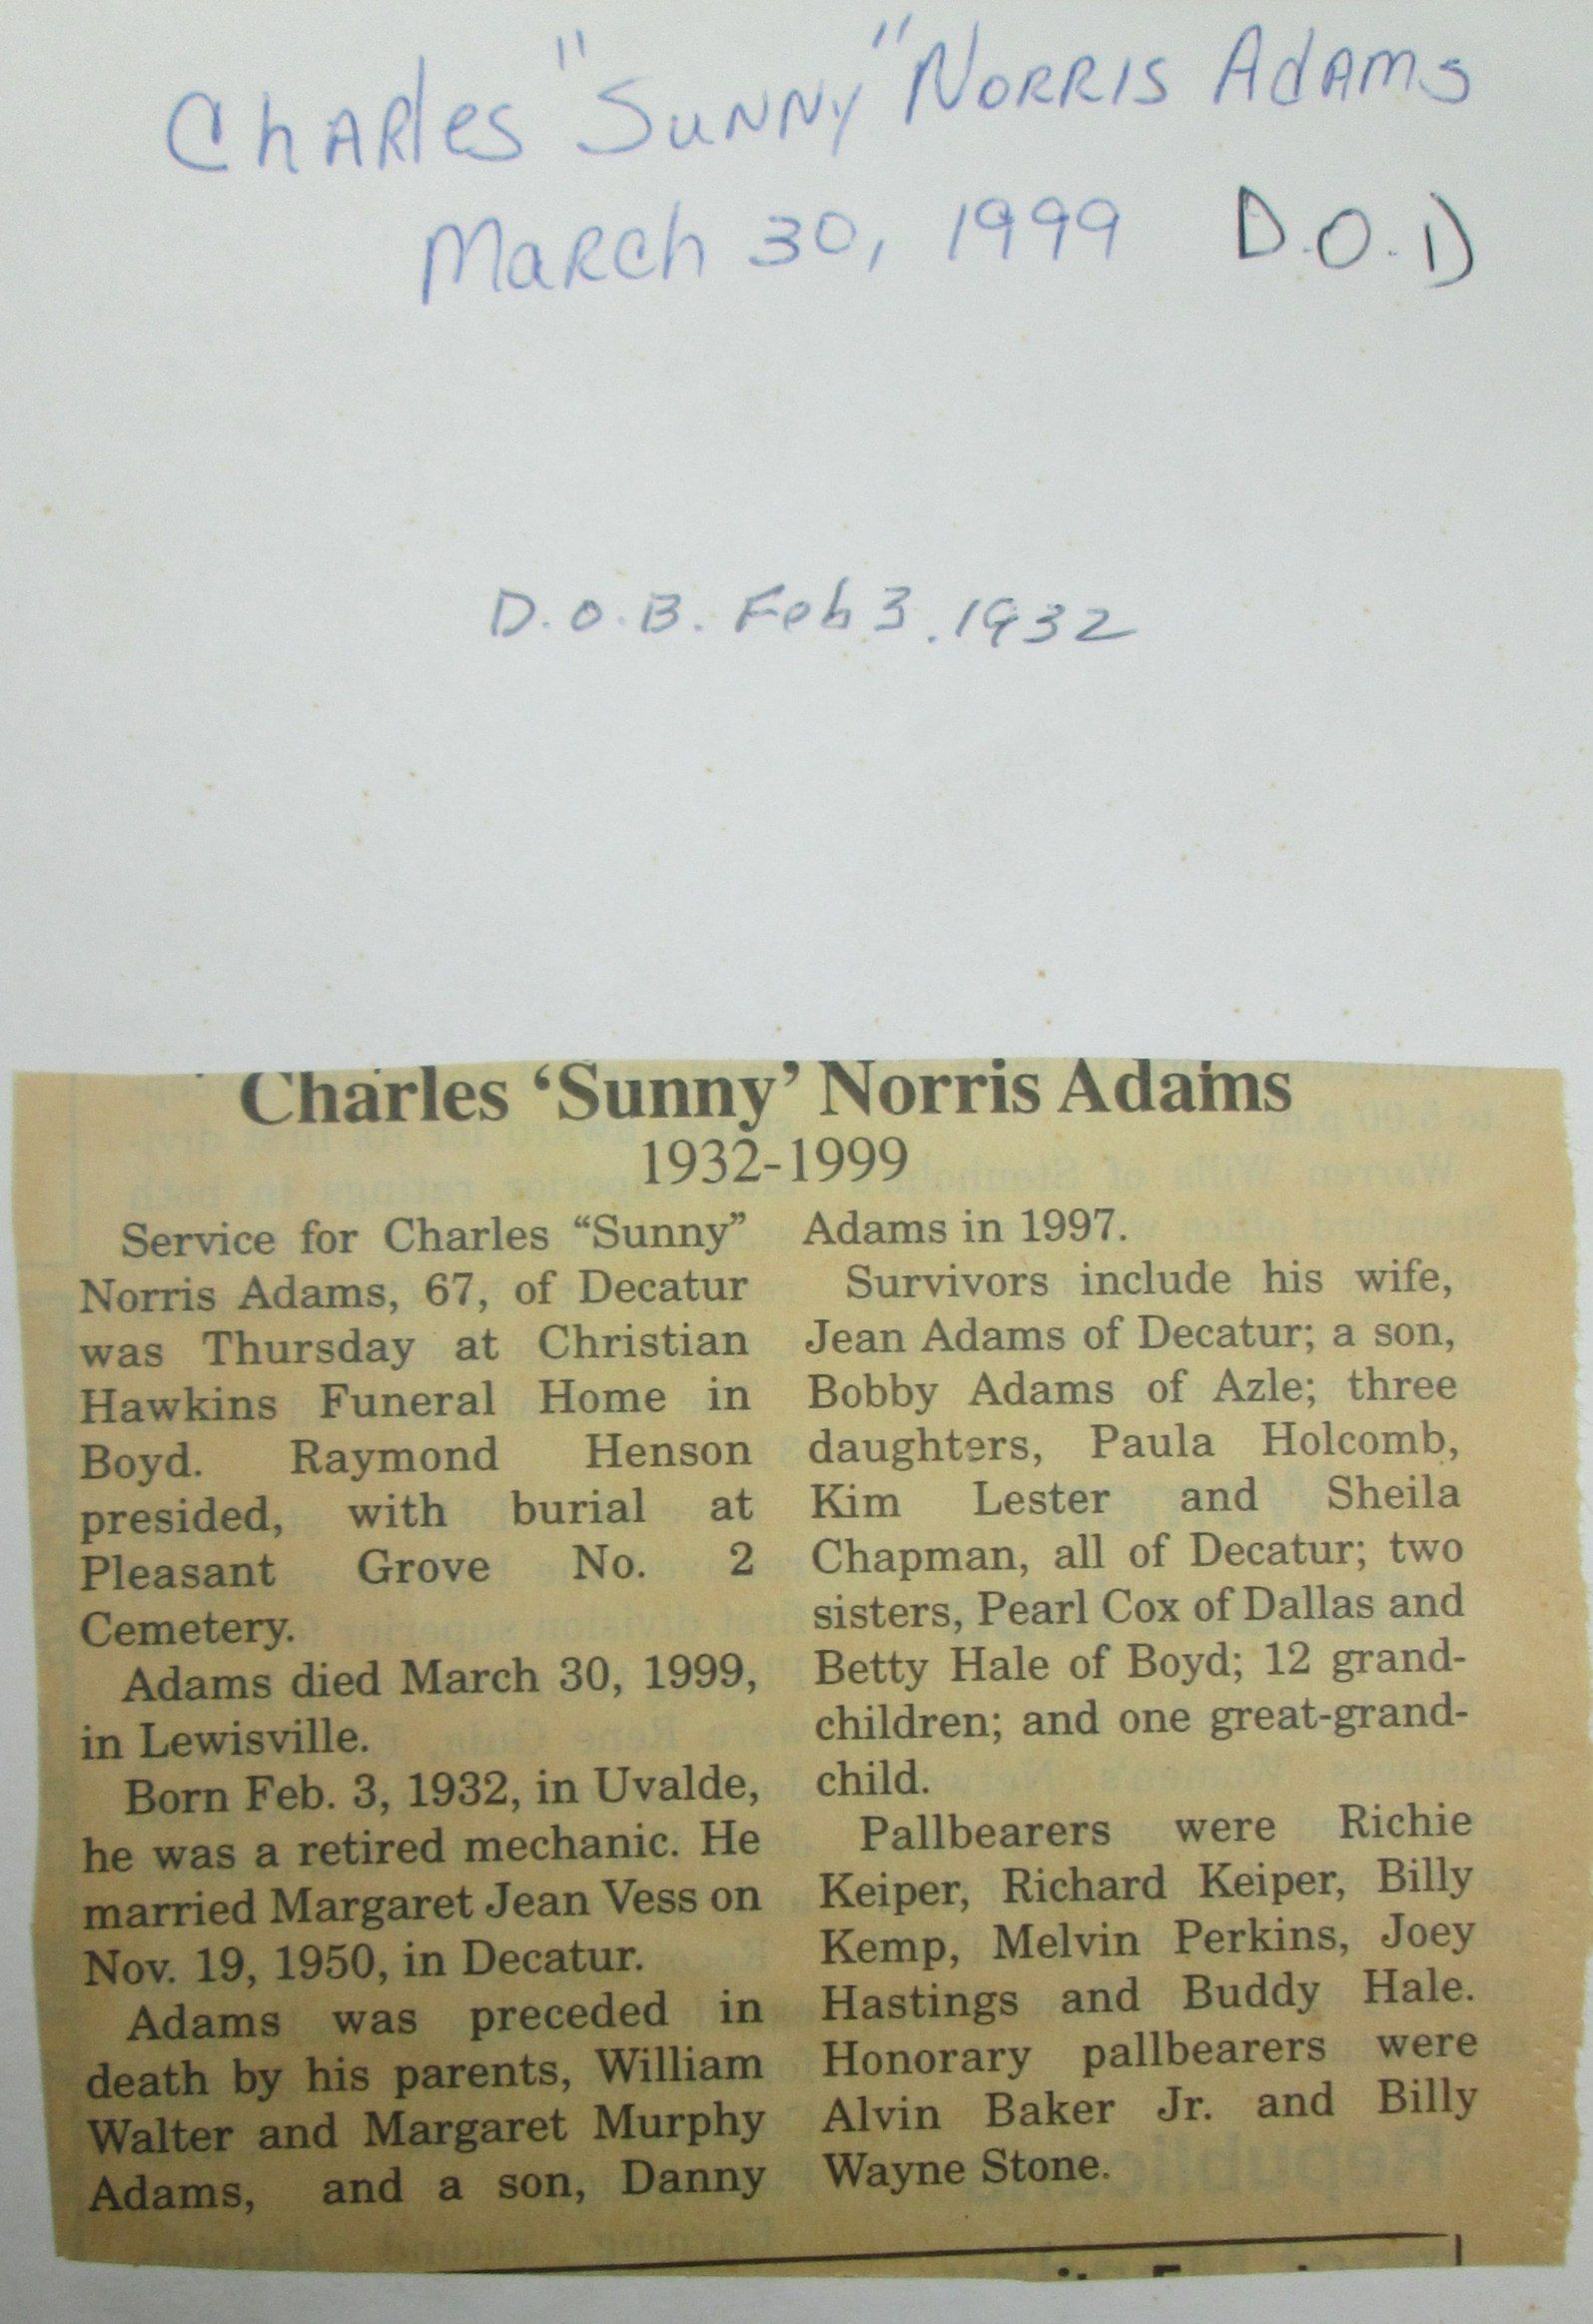 Charles "Sunny" Norris Adams
March 30, 1999 D.O.D
D.O.B. Feb 3. 1932
Charles ‘Sunny’ Norris Adams
1932-1999
Service for Charles “Sunny”
Norris Adams, 67, of Decatur
was Thursday at Christian
Hawkins Funeral Home in
Boyd. Raymond Henson
presided, with burial at
Pleasant Grove No. 2
Cemetery.
Adams died March 30, 1999,
in Lewisville.
Born Feb. 3, 1932, in Uvalde,
he was a retired mechanic. He
married Margaret Jean Vess on
Nov. 19, 1950, in Decatur.
Adams was preceded in
death by his parents, William
Walter and Margaret Murphy
Adams, and a son, Danny
Adams in 1997.
Survivors include his wife,
Jean Adams of Decatur; a son,
Bobby Adams of Azle; three
daughters, Paula Holcomb,
Kim Lester and Sheila
Chapman, all of Decatur; two
sisters, Pearl Cox of Dallas and
Betty Hale of Boyd; 12 grand-
children; and one great-grand-
child.
Pallbearers were Richie
Keiper, Richard Keiper, Billy
Kemp, Melvin Perkins, Joey
Hastings and Buddy Hale.
Honorary pallbearers were
Alvin Baker Jr. and Billy
Wayne Stone.